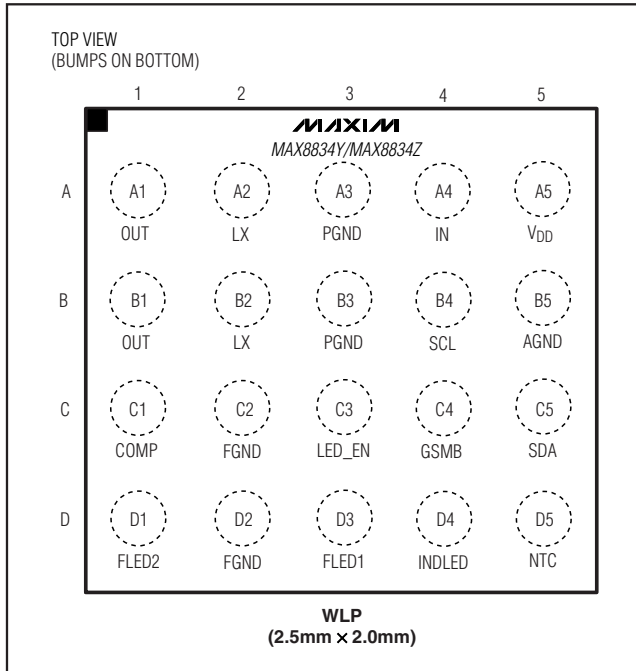 TOP VIEW
(BUMPS ON BOTTOM)
1 2 3 4 5
MAXIM
MAX8834Y/MAX8834Z
A A1 A2 A3 A4 A5
OUT LX PGND IN VDD
B B1 B2 B3 B4 B5
OUT LX PGND SCL AGND
C C1 C2 C3 C4 C5
COMP FGND LED_EN GSMB SDA
D D1 D2 D3 D4 D5
FLED2 FGND FLED1 INDLED NTC
WLP
(2.5mm × 2.0mm)